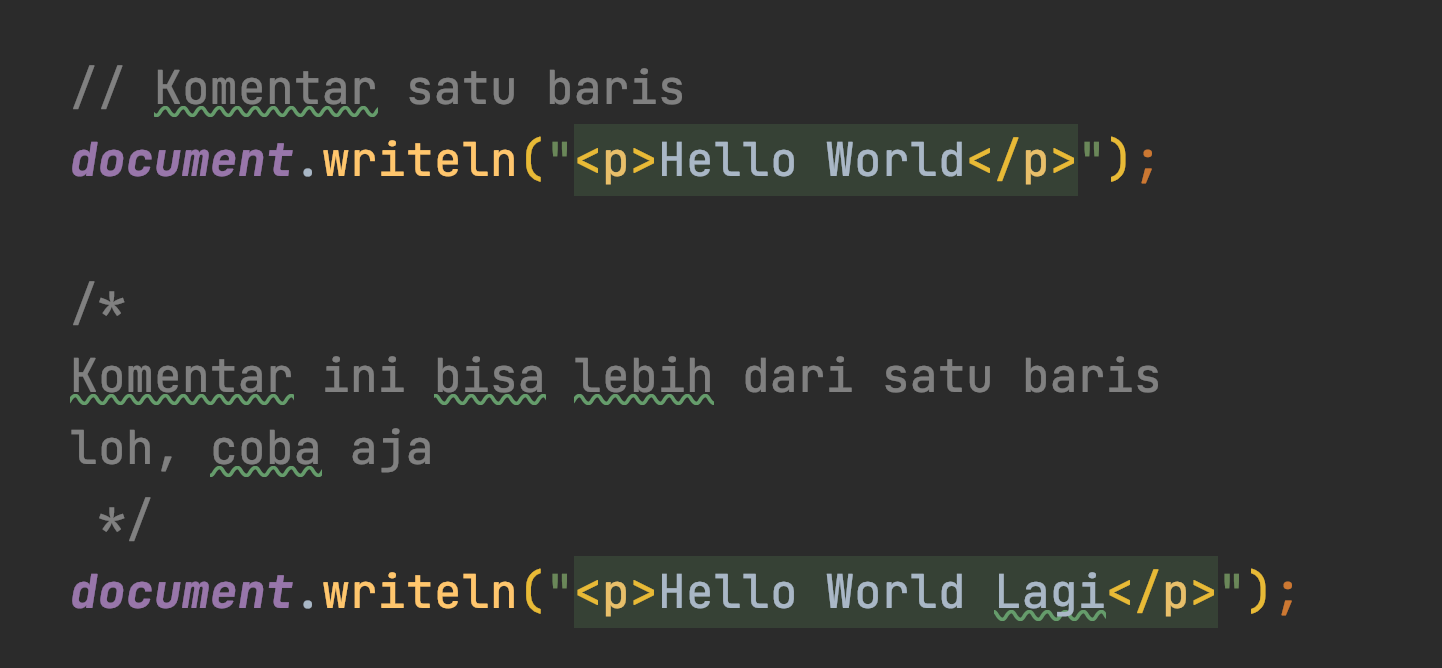 // Komentar satu baris
document.writeln("<p>Hello World</p>");
/*
Komentar ini bisa lebih dari satu baris
loh, coba aja
*/
document.writeln("<p>Hello World Lagi</p>");